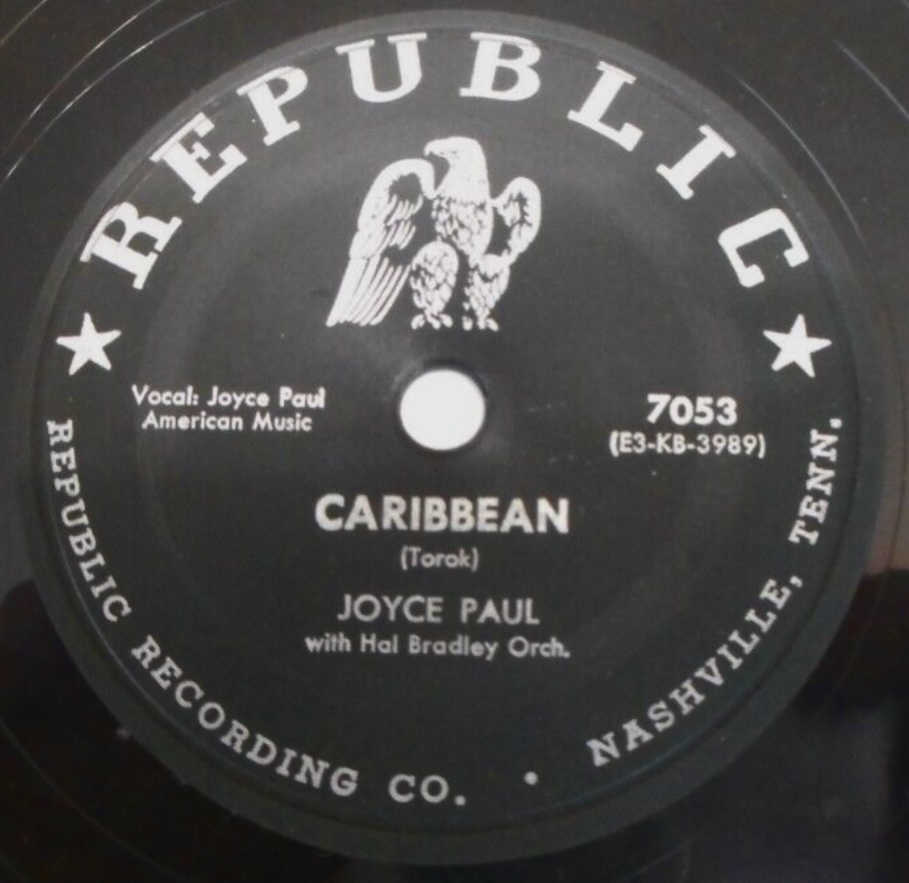 REPUBLIC
Vocal: Joyce Paul
American Music
7053
(E3-KB-3989)
CARIBBEAN
(Torok)
JOYCE PAUL
with Hal Bradley Orch.
REPUBLIC RECORDING CO. • NASHVILLE, TENN.